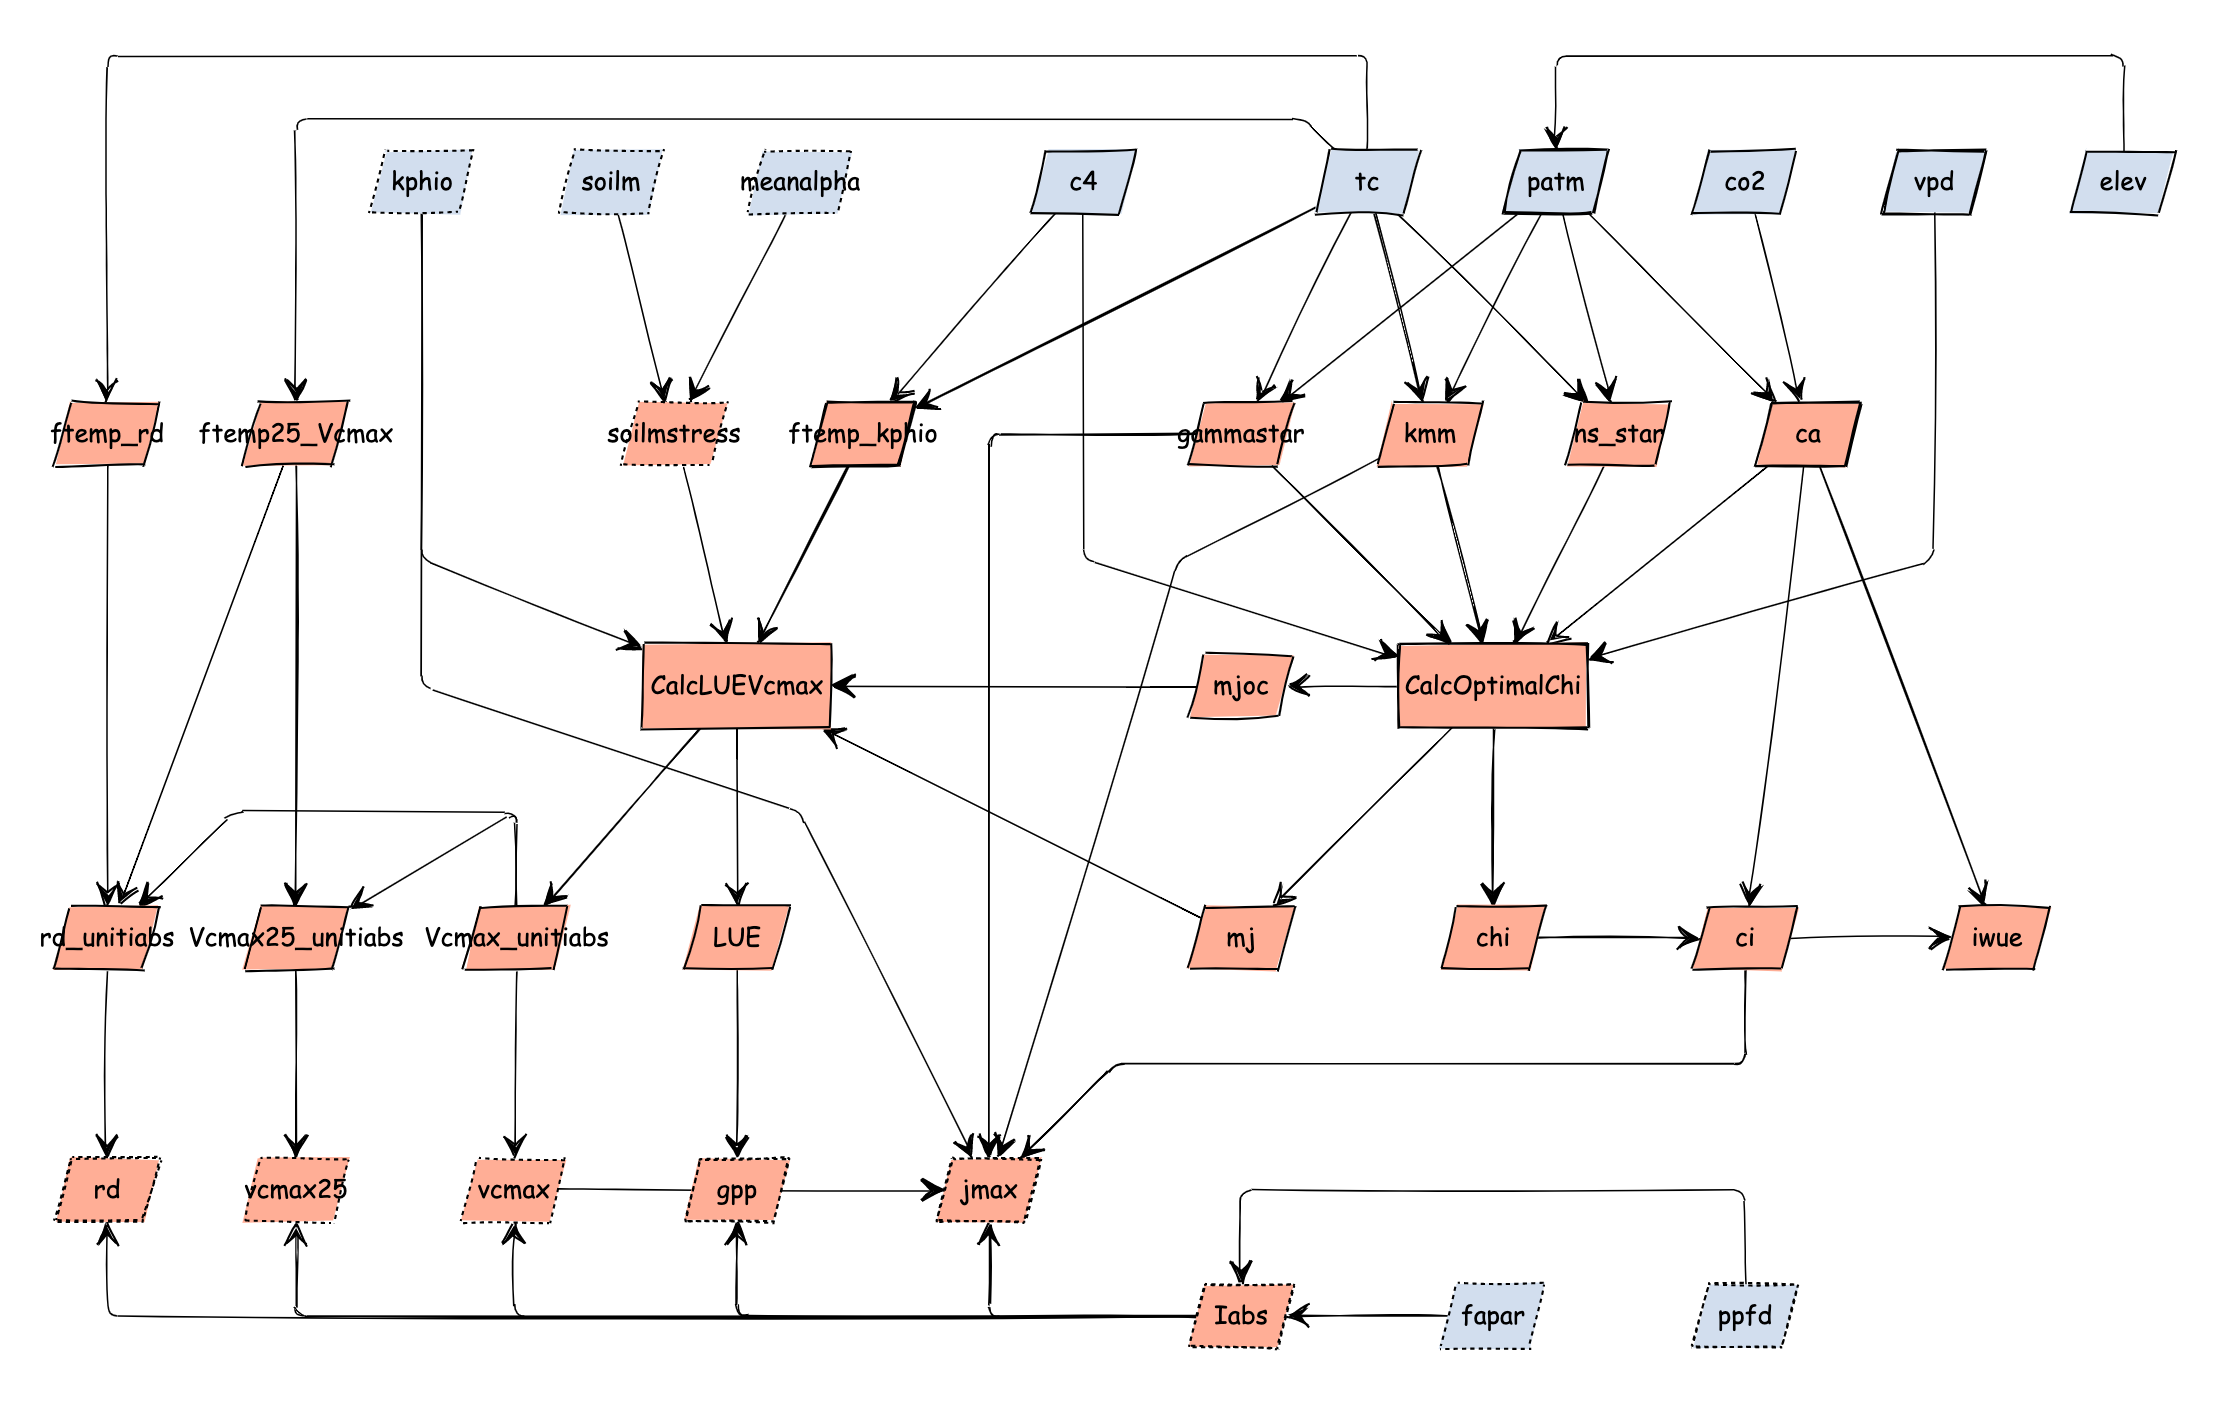 kphio
soilm
meanalpha
c4
tc
patm
co2
vpd
elev
ftemp_rd
ftemp25_Vcmax
soilmstress
ftemp_kphio
gammastar
kmm
ns_star
ca
CalcLUEVcmax
mjoc
CalcOptimalChi
rd_unitiabs
Vcmax25_unitiabs
Vcmax_unitiabs
LUE
mj
chi
ci
iwue
rd
vcmax25
vcmax
gpp
jmax
Iabs
fapar
ppfd